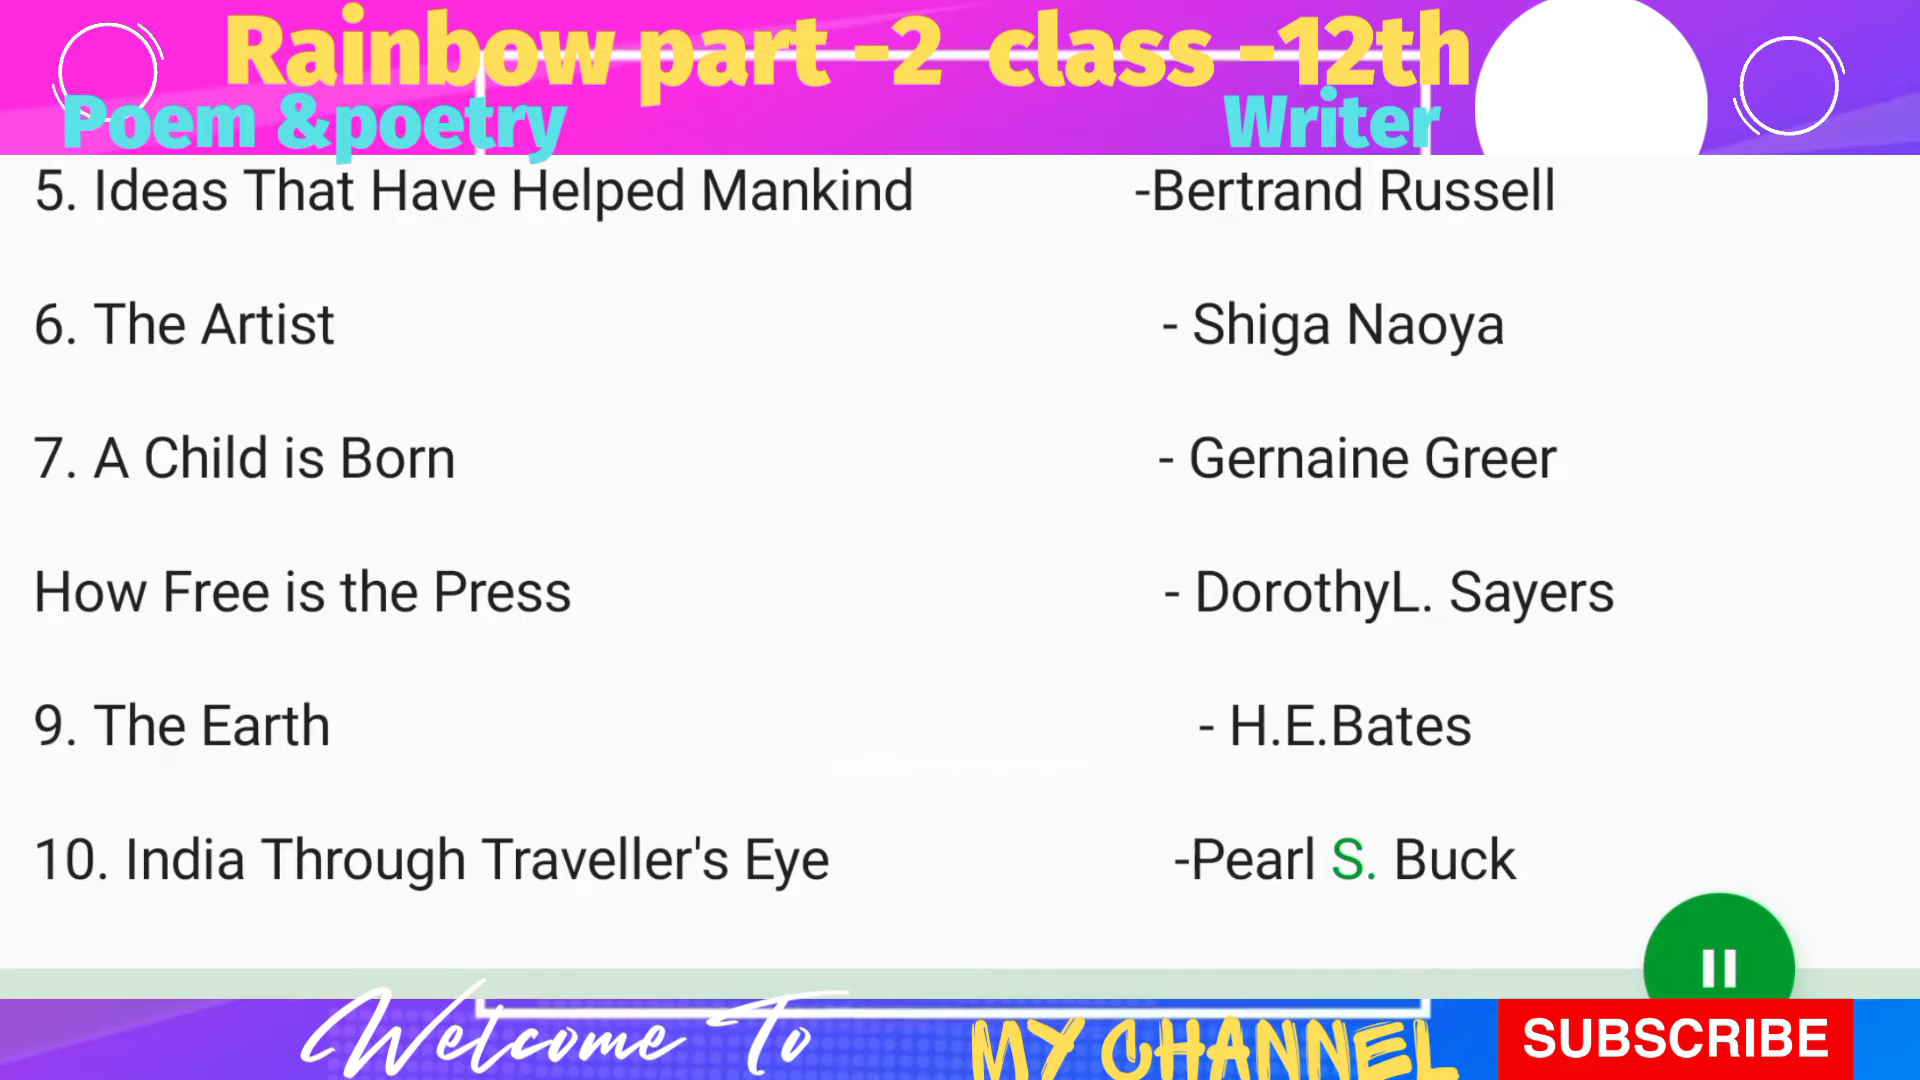 Rainbow part -2 class -12th
Poem &poetry Writer
5. Ideas That Have Helped Mankind -Bertrand Russell
6. The Artist - Shiga Naoya
7. A Child is Born - Gernaine Greer
How Free is the Press - DorothyL. Sayers
9. The Earth - H.E.Bates
10. India Through Traveller's Eye -Pearl S. Buck
Welcome To MY CHANNEL SUBSCRIBE